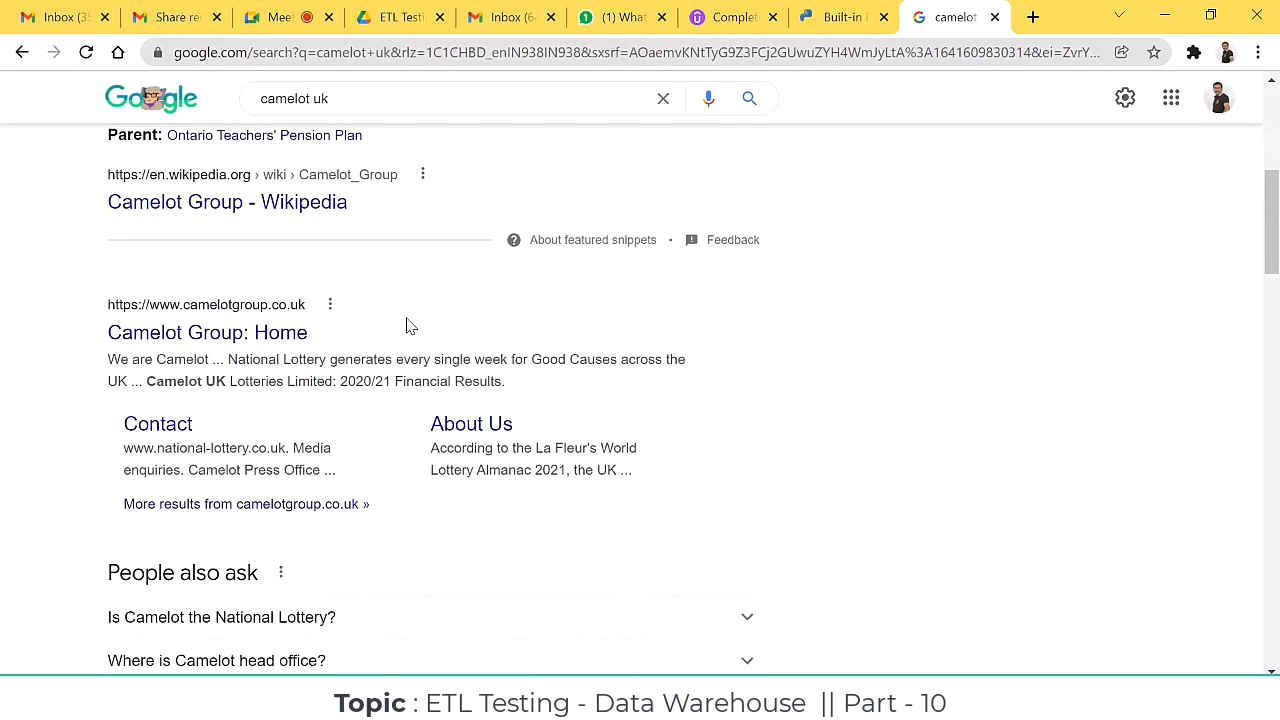 Inbox (35
Share rec
Mee
ETL Testi
Inbox (6
(1) What
Complet
Built-in F
camelot
google.com/search?q=camelot+uk&rlz=1C1CHBD_enIN938IN938&sxsrf=AOaemvKNtTyG9Z3FCj2GUwuZYH4WmJyLtA%3A1641609830314&ei=ZvrY...
Google
camelot uk
Parent: Ontario Teachers' Pension Plan
https://en.wikipedia.org › wiki › Camelot_Group
Camelot Group - Wikipedia
About featured snippets • Feedback
https://www.camelotgroup.co.uk
Camelot Group: Home
We are Camelot ... National Lottery generates every single week for Good Causes across the
UK ... Camelot UK Lotteries Limited: 2020/21 Financial Results.
Contact
www.national-lottery.co.uk. Media
enquiries. Camelot Press Office ...
About Us
According to the La Fleur's World
Lottery Almanac 2021, the UK ...
More results from camelotgroup.co.uk »
People also ask
Is Camelot the National Lottery?
Where is Camelot head office?
Topic : ETL Testing - Data Warehouse || Part - 10